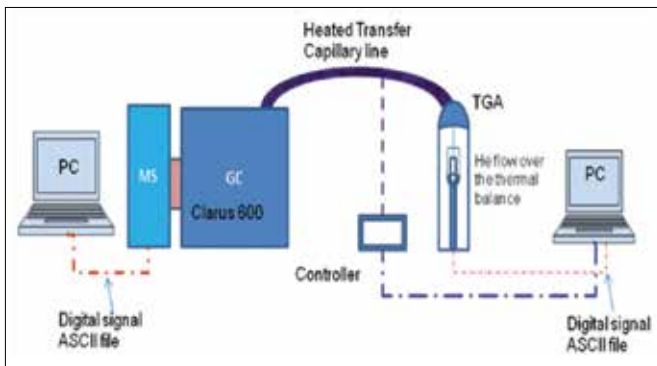 Heated Transfer
Capillary line
TGA
PC
MS
GC
Clarus 600
He flow over
the thermal
balance
PC
Controller
Digital signal
ASCII file
Digital signal
ASCII file